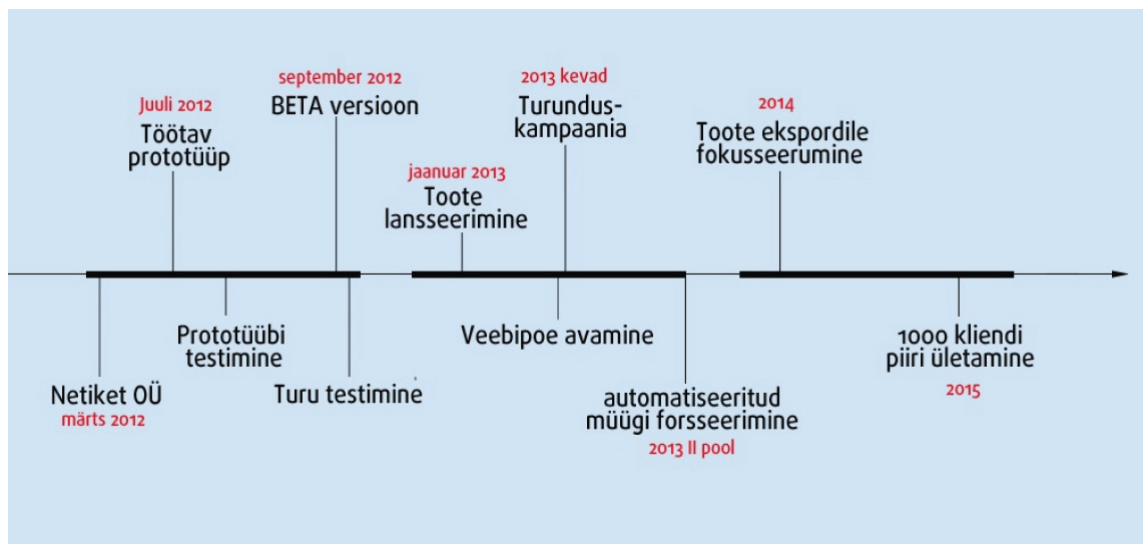 september 2012
BETA versioon
2013 kevad
Turundus-
kampaania
Juuli 2012
Töötav
prototüüp
2014
Toote ekspordile
fokusseerumine
jaanuar 2013
Toote
lansseerimine
Prototüübi
testimine
Veebipoe avamine
1000 kliendi
piiri ületamine
2015
Netiket OÜ
märts 2012
Turu testimine
automatiseeritud
müügi forsseerimine
2013 II pool